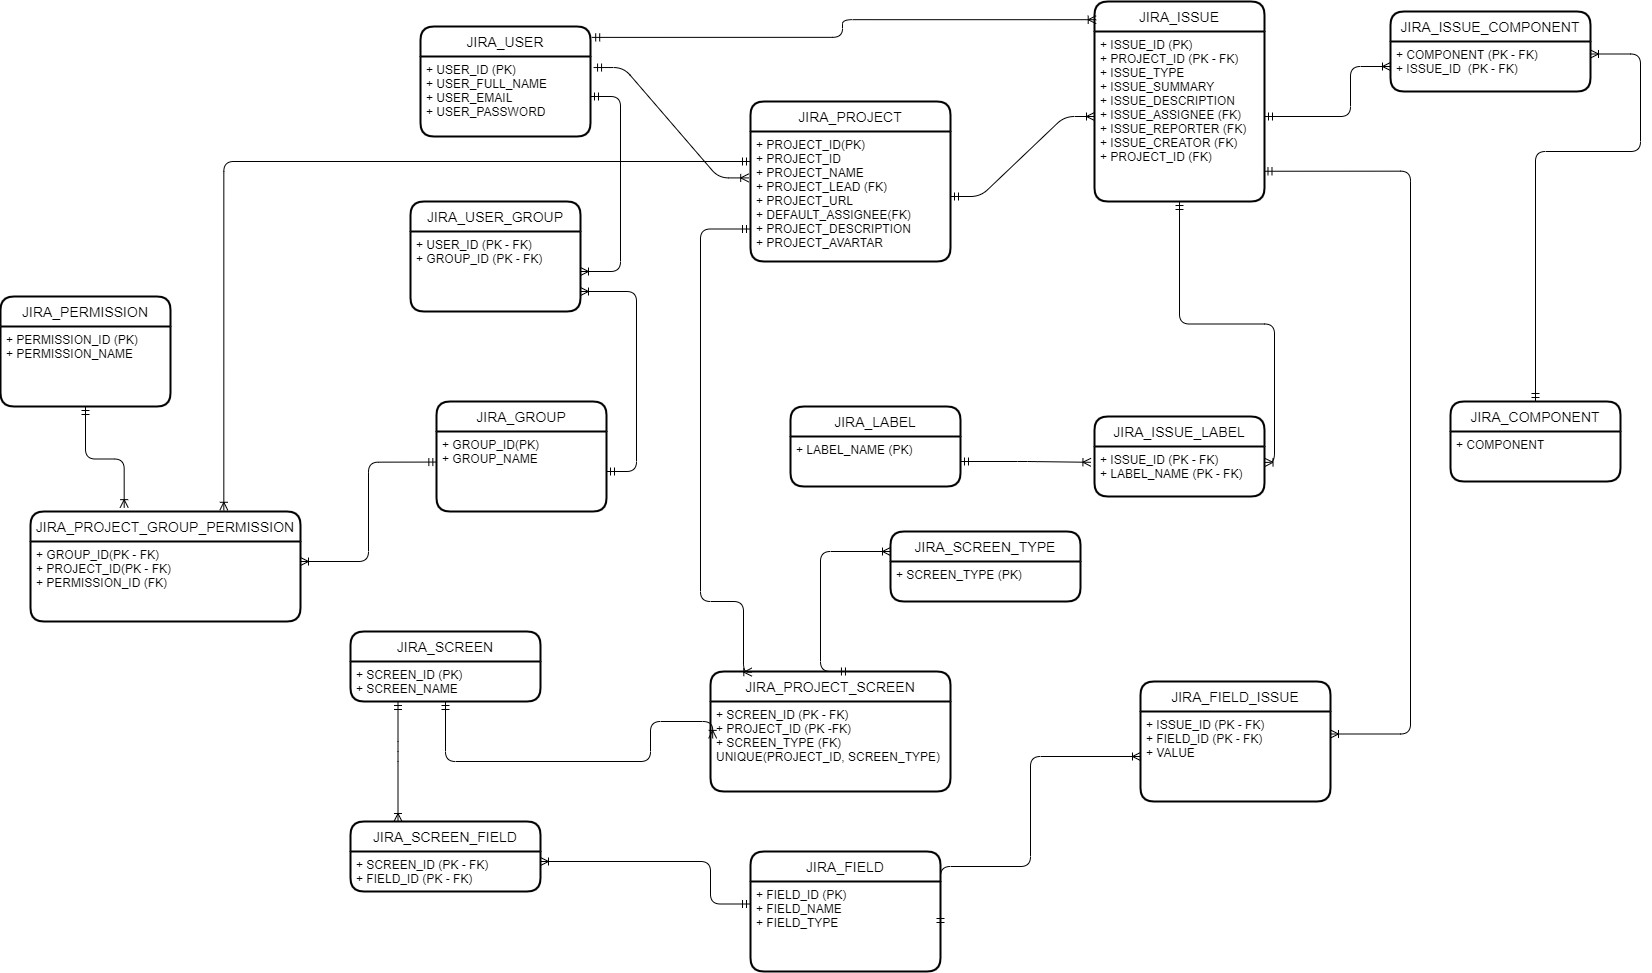 JIRA_USER
+ USER_ID (PK)
+ USER_FULL_NAME
+ USER_EMAIL
+ USER_PASSWORD
JIRA_PROJECT
+ PROJECT_ID(PK)
+ PROJECT_ID
+ PROJECT_NAME
+ PROJECT_LEAD (FK)
+ PROJECT_URL
+ DEFAULT_ASSIGNEE(FK)
+ PROJECT_DESCRIPTION
+ PROJECT_AVARTAR
JIRA_ISSUE
+ ISSUE_ID (PK)
+ PROJECT_ID (PK - FK)
+ ISSUE_TYPE
+ ISSUE_SUMMARY
+ ISSUE_DESCRIPTION
+ ISSUE_ASSIGNEE (FK)
+ ISSUE_REPORTER (FK)
+ ISSUE_CREATOR (FK)
+ PROJECT_ID (FK)
JIRA_ISSUE_COMPONENT
+ COMPONENT (PK - FK)
+ ISSUE_ID  (PK - FK)
JIRA_USER_GROUP
+ USER_ID (PK - FK)
+ GROUP_ID (PK - FK)
JIRA_PERMISSION
+ PERMISSION_ID (PK)
+ PERMISSION_NAME
JIRA_GROUP
+ GROUP_ID(PK)
+ GROUP_NAME
JIRA_LABEL
+ LABEL_NAME (PK)
JIRA_ISSUE_LABEL
+ ISSUE_ID (PK - FK)
+ LABEL_NAME (PK - FK)
JIRA_COMPONENT
+ COMPONENT
JIRA_PROJECT_GROUP_PERMISSION
+ GROUP_ID(PK - FK)
+ PROJECT_ID(PK - FK)
+ PERMISSION_ID (FK)
JIRA_SCREEN_TYPE
+ SCREEN_TYPE (PK)
JIRA_SCREEN
+ SCREEN_ID (PK)
+ SCREEN_NAME
JIRA_PROJECT_SCREEN
+ SCREEN_ID (PK - FK)
+ PROJECT_ID (PK -FK)
+ SCREEN_TYPE (FK)
UNIQUE(PROJECT_ID, SCREEN_TYPE)
JIRA_FIELD_ISSUE
+ ISSUE_ID (PK - FK)
+ FIELD_ID (PK - FK)
+ VALUE
JIRA_SCREEN_FIELD
+ SCREEN_ID (PK - FK)
+ FIELD_ID (PK - FK)
JIRA_FIELD
+ FIELD_ID (PK)
+ FIELD_NAME
+ FIELD_TYPE